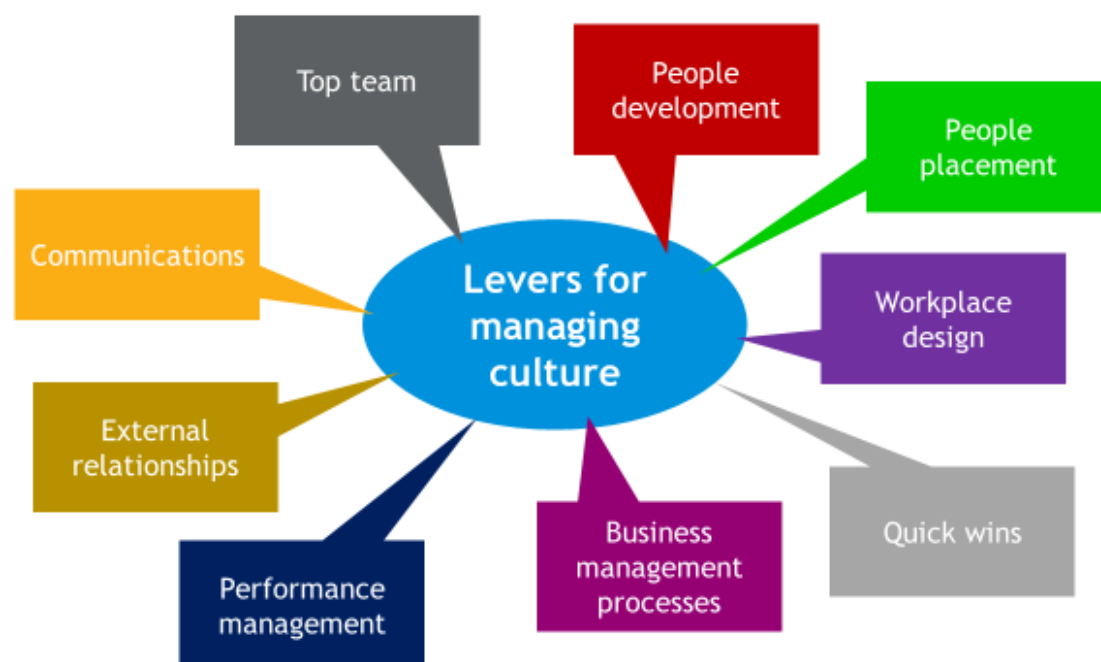 Top team
People
development
People
placement
Communications
Levers for
managing
culture
Workplace
design
External
relationships
Quick wins
Business
management
processes
Performance
management